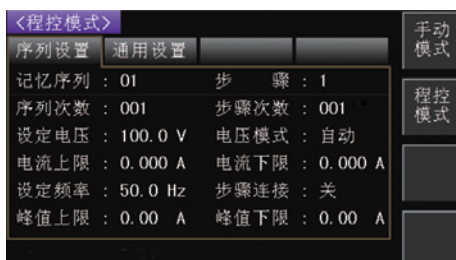 <程控模式>
序列设置 通用设置
记忆序列 : 01 步 骤 : 1
序列次数 : 001 步骤次数 : 001
设定电压 : 100.0 V 电压模式 : 自动
电流上限 : 0.000 A 电流下限 : 0.000 A
设定频率 : 50.0 Hz 步骤连接 : 关
峰值上限 : 0.00 A 峰值下限 : 0.00 A
手动
模式
程控
模式